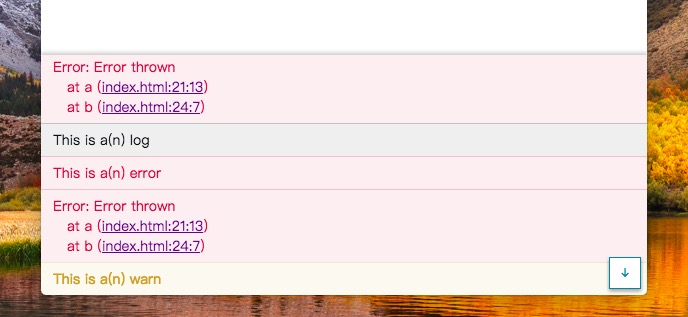 Error: Error thrown
at a (index.html:21:13)
at b (index.html:24:7)
This is a(n) log
This is a(n) error
Error: Error thrown
at a (index.html:21:13)
at b (index.html:24:7)
This is a(n) warn